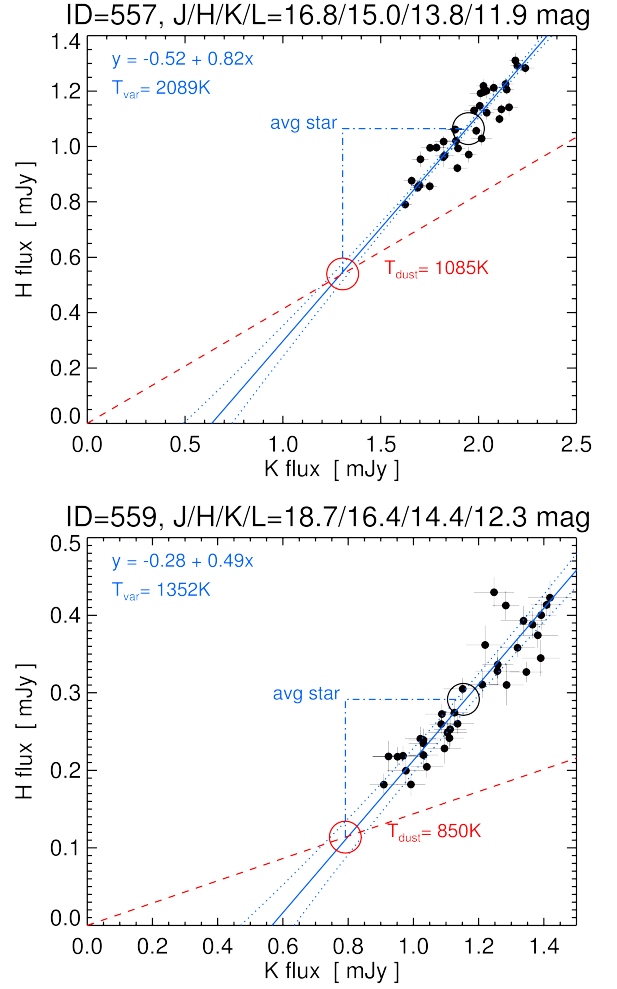 ID=557, J/H/K/L=16.8/15.0/13.8/11.9 mag
1.4
y = -0.52 + 0.82x
Tvar= 2089K
1.2
avg star
1.0
0.8
H flux [ mJy ]
0.6
Tdust= 1085K
0.4
0.2
0.0
0.0 0.5 1.0 1.5 2.0 2.5
K flux [ mJy ]
ID=559, J/H/K/L=18.7/16.4/14.4/12.3 mag
0.5
y = -0.28 + 0.49x
Tvar= 1352K
0.4
0.3
avg star
H flux [ mJy ]
0.2
Tdust= 850K
0.1
0.0
0.0 0.2 0.4 0.6 0.8 1.0 1.2 1.4
K flux [ mJy ]